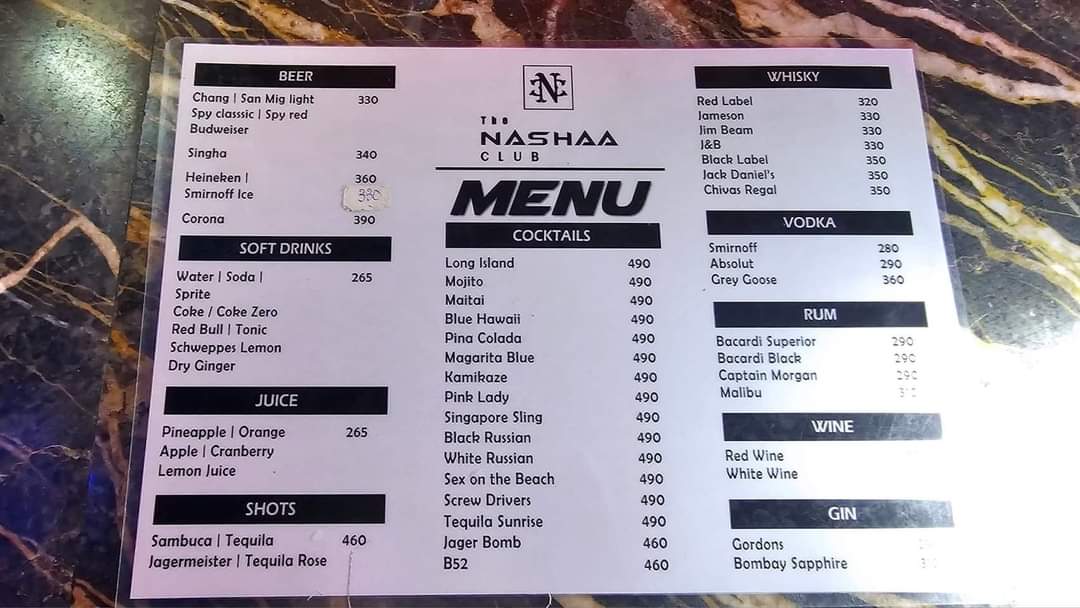 BEER
Chang | San Mig light 330
Spy classsic | Spy red
Budweiser
Singha 340
Heineken | 360
Smirnoff Ice 330
Corona 390
SOFT DRINKS
Water | Soda | 265
Sprite
Coke / Coke Zero
Red Bull | Tonic
Schweppes Lemon
Dry Ginger
JUICE
Pineapple | Orange 265
Apple | Cranberry
Lemon Juice
SHOTS
Sambuca | Tequila 460
Jagermeister | Tequila Rose
N
The
NASHAA
CLUB
MENU
COCKTAILS
Long Island 490
Mojito 490
Maitai 490
Blue Hawaii 490
Pina Colada 490
Magarita Blue 490
Kamikaze 490
Pink Lady 490
Singapore Sling 490
Black Russian 490
White Russian 490
Sex on the Beach 490
Screw Drivers 490
Tequila Sunrise 490
Jager Bomb 460
B52 460
WHISKY
Red Label 320
Jameson 330
Jim Beam 330
J&B 330
Black Label 350
Jack Daniel's 350
Chivas Regal 350
VODKA
Smirnoff 280
Absolut 290
Grey Goose 360
RUM
Bacardi Superior 290
Bacardi Black 290
Captain Morgan 290
Malibu
WINE
Red Wine
White Wine
GIN
Gordons
Bombay Sapphire